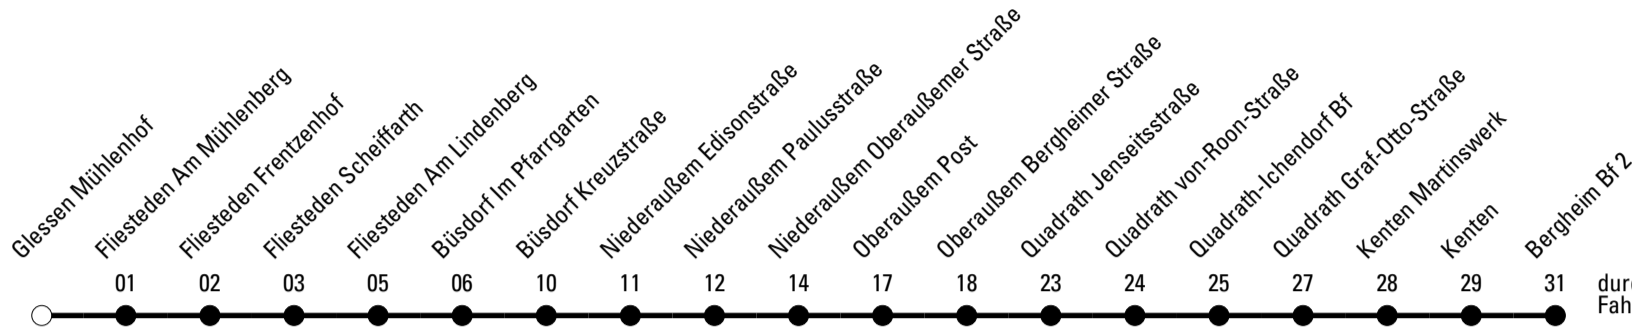 Glessen Mühlenhof
Fliesteden Am Mühlenberg
Fliesteden Frentzenhof
Fliesteden Scheiffarth
Fliesteden Am Lindenberg
Büsdorf Im Pfarrgarten
Büsdorf Kreuzstraße
Niederaußem Edisonstraße
Niederaußem Paulusstraße
Niederaußem Oberaußemer Straße
Oberaußem Post
Oberaußem Bergheimer Straße
Quadrath Jenseitsstraße
Quadrath von-Roon-Straße
Quadrath-Ichendorf Bf
Quadrath Graf-Otto-Straße
Kenten Martinswerk
Kenten
Bergheim Bf 2
01 02 03 05 06 10 11 12 14 17 18 23 24 25 27 28 29 31